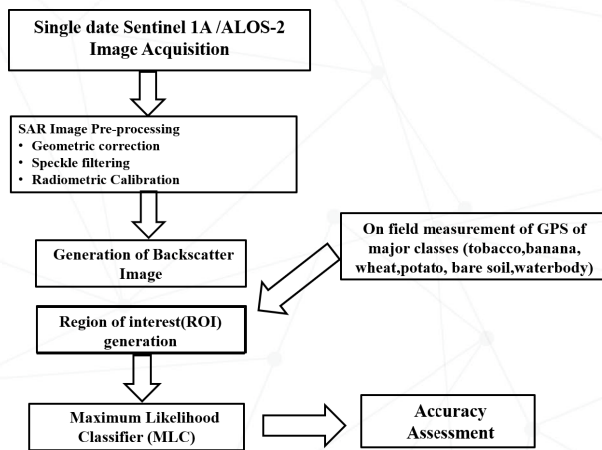 Single date Sentinel 1A /ALOS-2
Image Acquisition
SAR Image Pre-processing
• Geometric correction
• Speckle filtering
• Radiometric Calibration
Generation of Backscatter
Image
On field measurement of GPS of
major classes (tobacco,banana,
wheat,potato, bare soil,waterbody)
Region of interest(ROI)
generation
Maximum Likelihood
Classifier (MLC)
Accuracy
Assessment